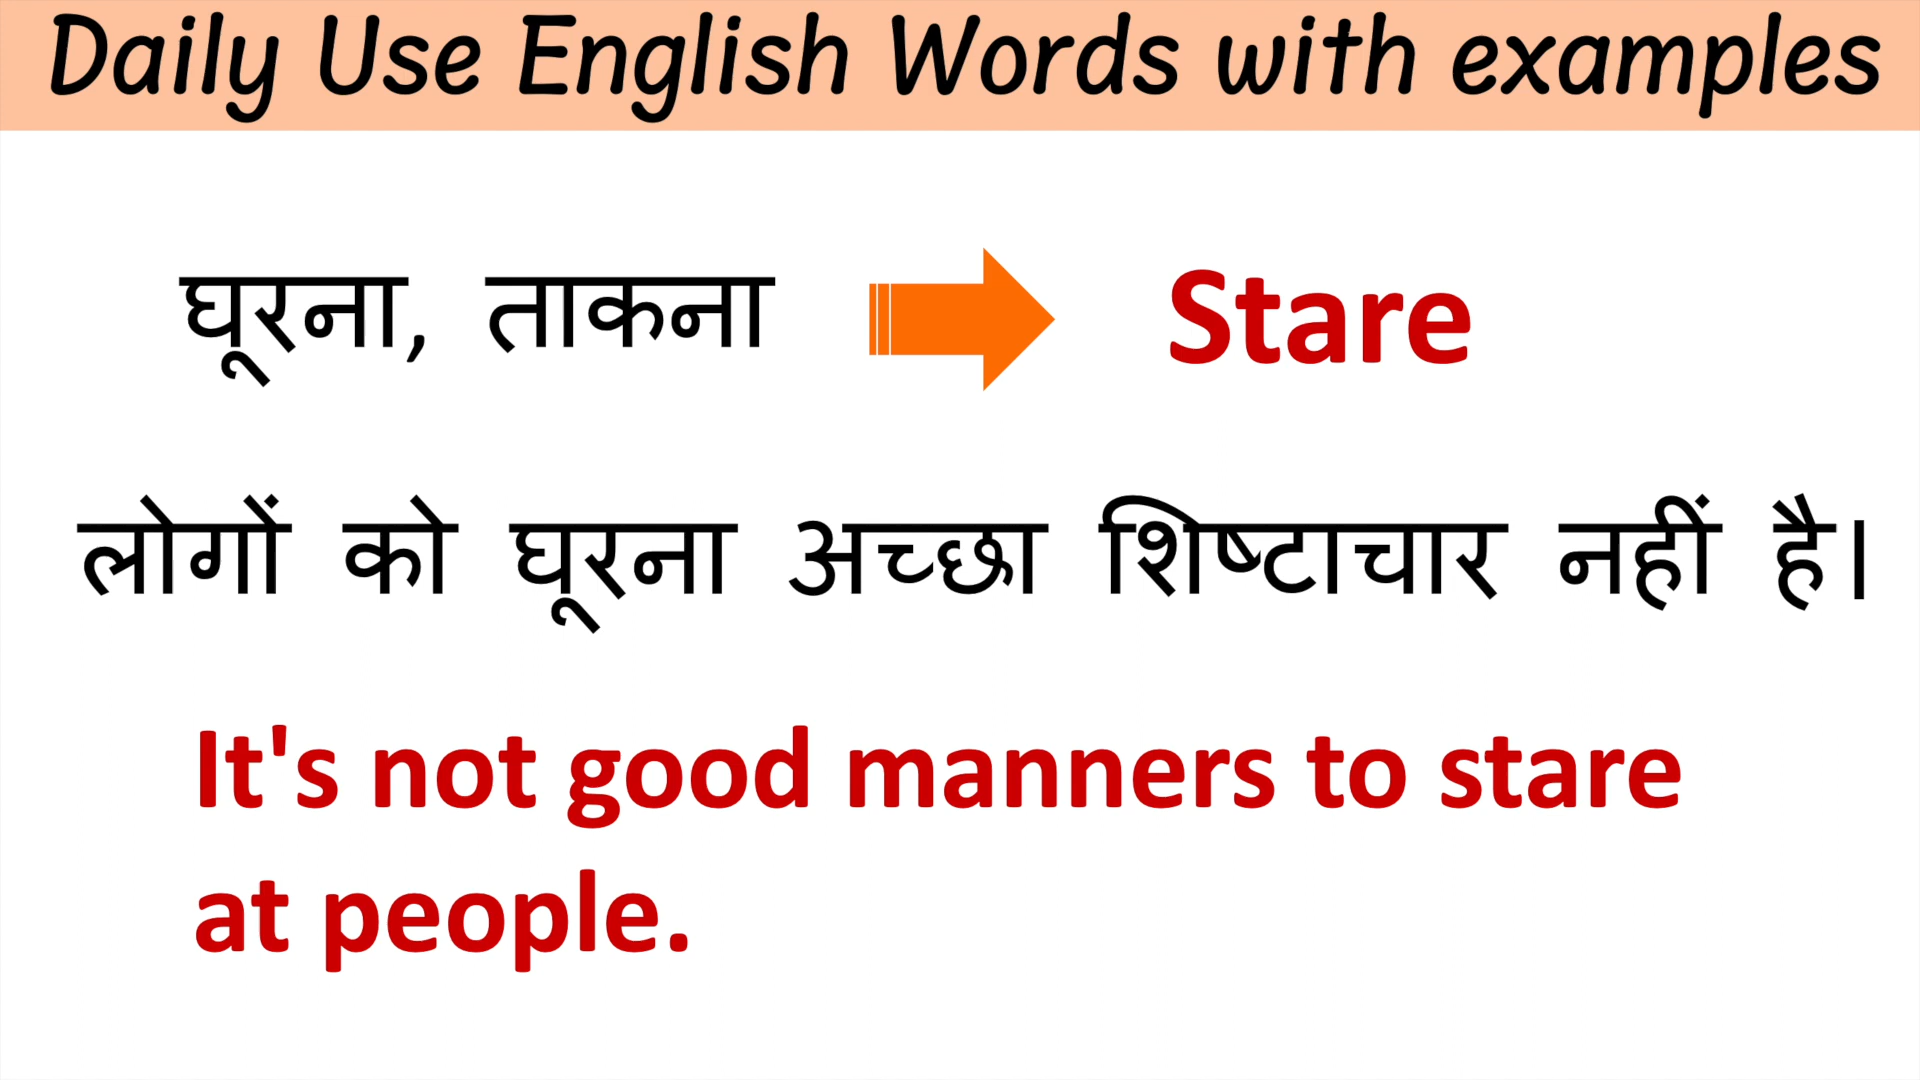 Daily Use English Words with examples
घूरना, ताकना Stare
लोगों को घूरना अच्छा शिष्टाचार नहीं है।
It's not good manners to stare
at people.